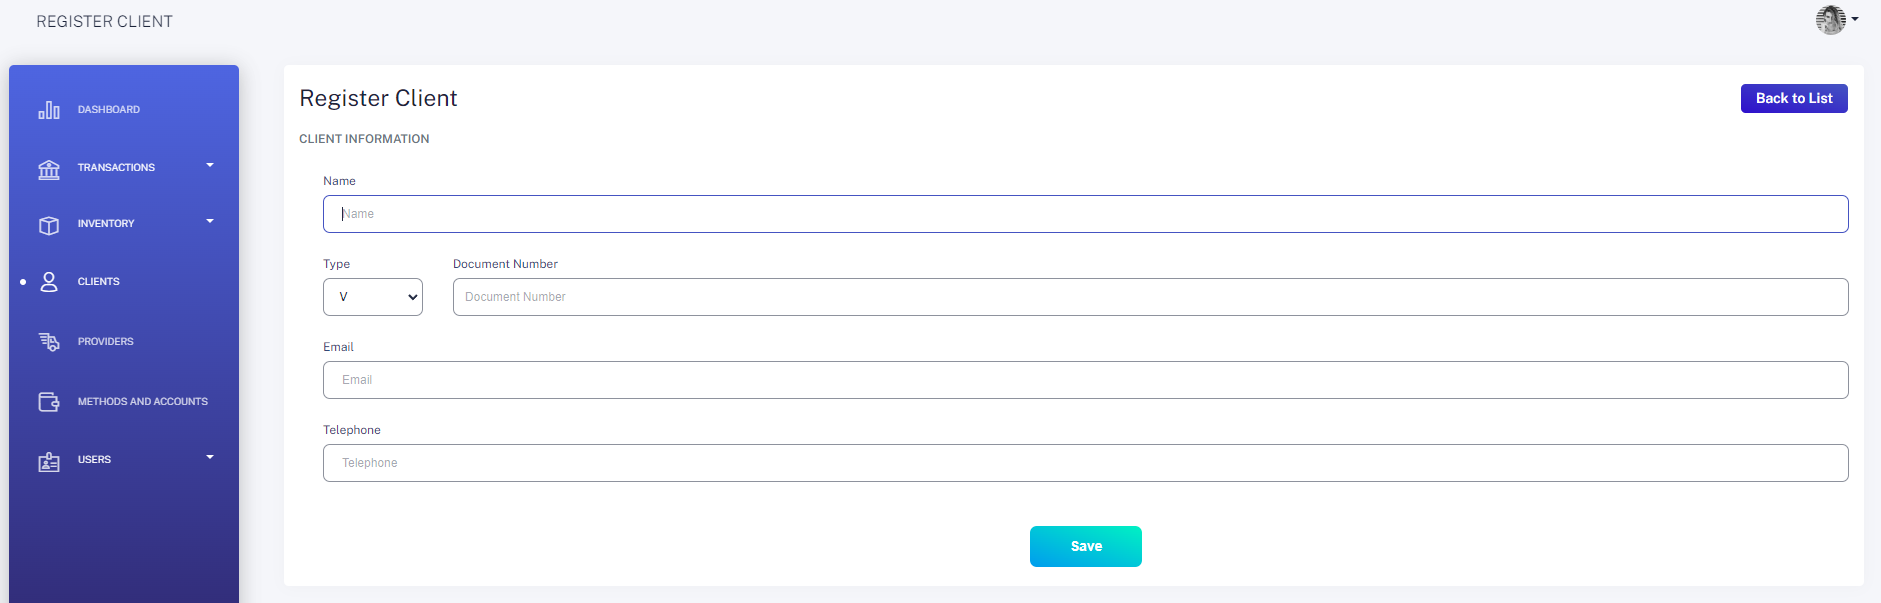 REGISTER CLIENT
DASHBOARD
TRANSACTIONS
INVENTORY
CLIENTS
PROVIDERS
METHODS AND ACCOUNTS
USERS
Register Client
Back to List
CLIENT INFORMATION
Name
Name
Type
Document Number
V
Document Number
Email
Email
Telephone
Telephone
Save